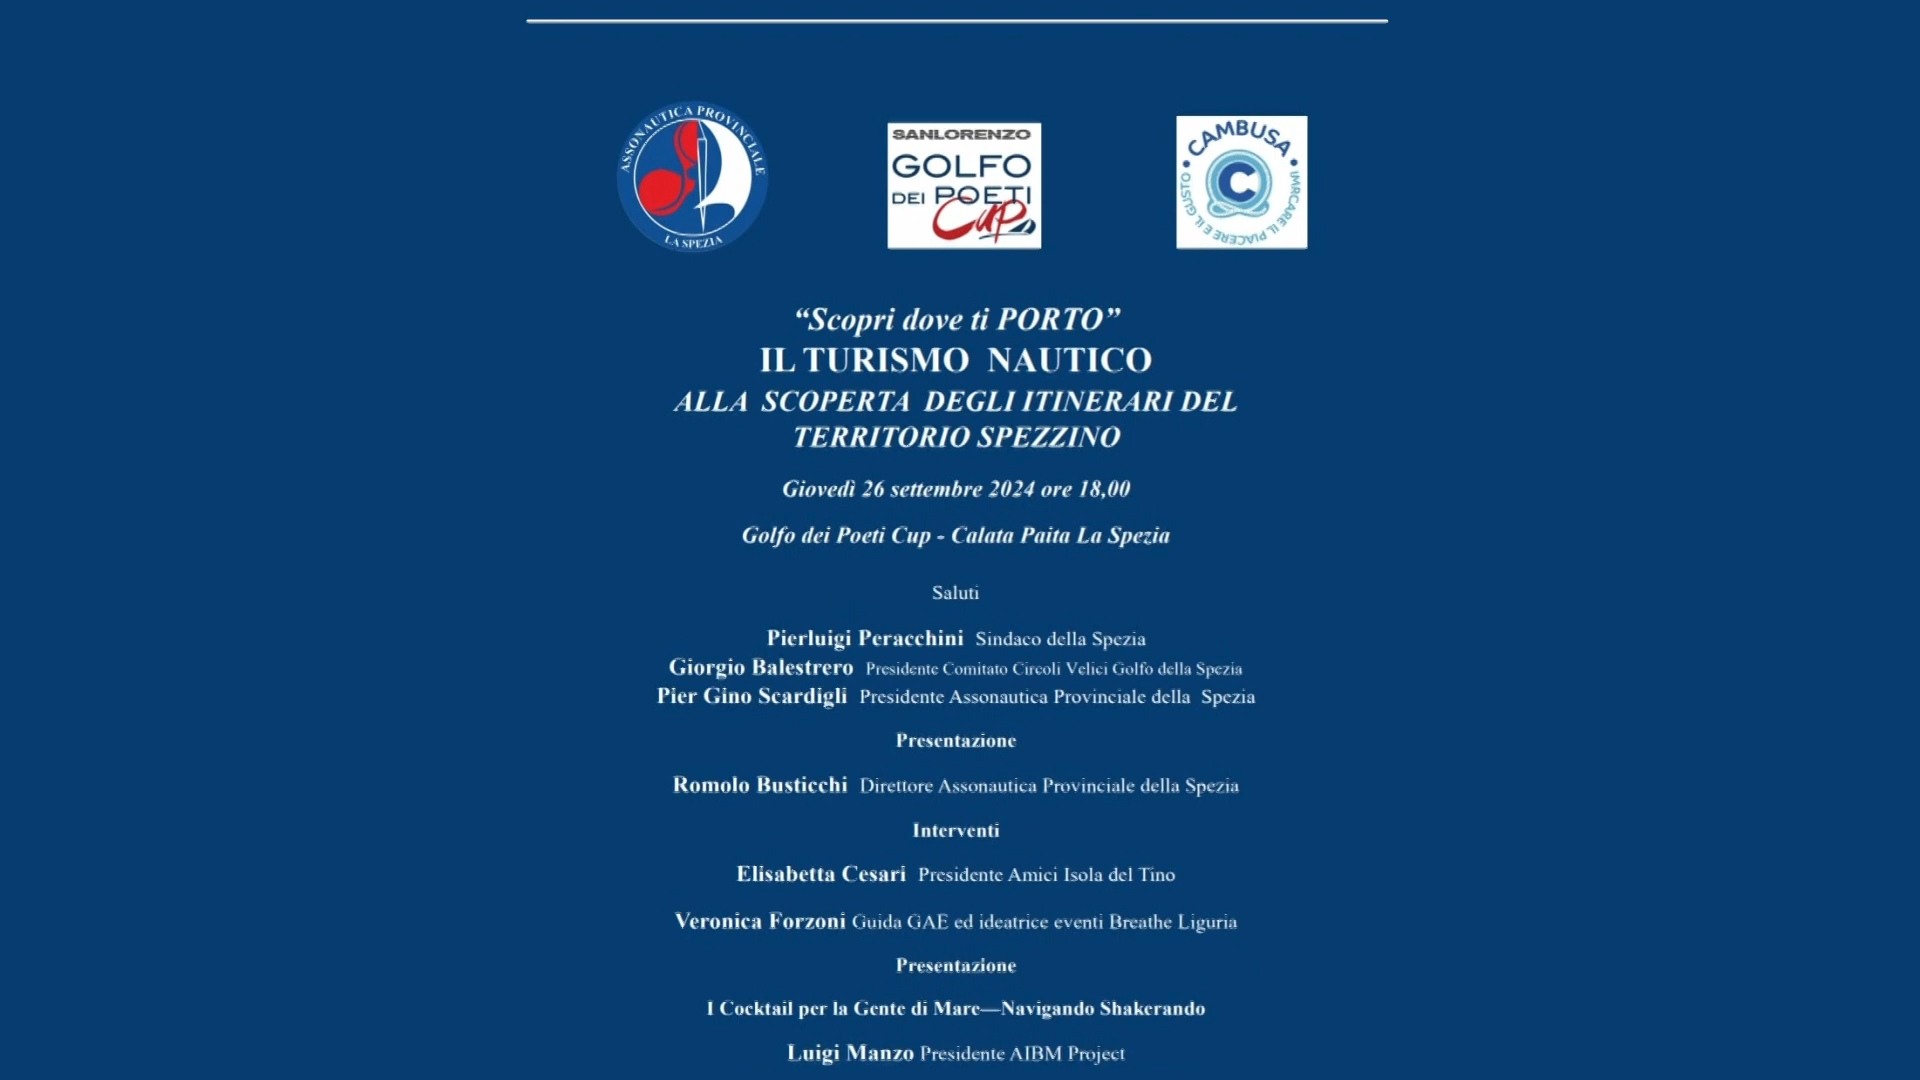 ASSONAUTICA PROVINCIALE
LA SPEZIA
SANLORENZO
GOLFO
DEI POETI
Cup
CAMBUSA
IMRCARE IL PIACERE E IL GUSTO
C
“Scopri dove ti PORTO”
IL TURISMO NAUTICO
ALLA SCOPERTA DEGLI ITINERARI DEL
TERRITORIO SPEZZINO
Giovedì 26 settembre 2024 ore 18,00
Golfo dei Poeti Cup - Calata Paita La Spezia
Saluti
Pierluigi Peracchini Sindaco della Spezia
Giorgio Balestrero Presidente Comitato Circoli Velici Golfo della Spezia
Pier Gino Scardigli Presidente Assonautica Provinciale della Spezia
Presentazione
Romolo Busticchi Direttore Assonautica Provinciale della Spezia
Interventi
Elisabetta Cesari Presidente Amici Isola del Tino
Veronica Forzoni Guida GAE ed ideatrice eventi Breathe Liguria
Presentazione
I Cocktail per la Gente di Mare—Navigando Shakerando
Luigi Manzo Presidente AIBM Project